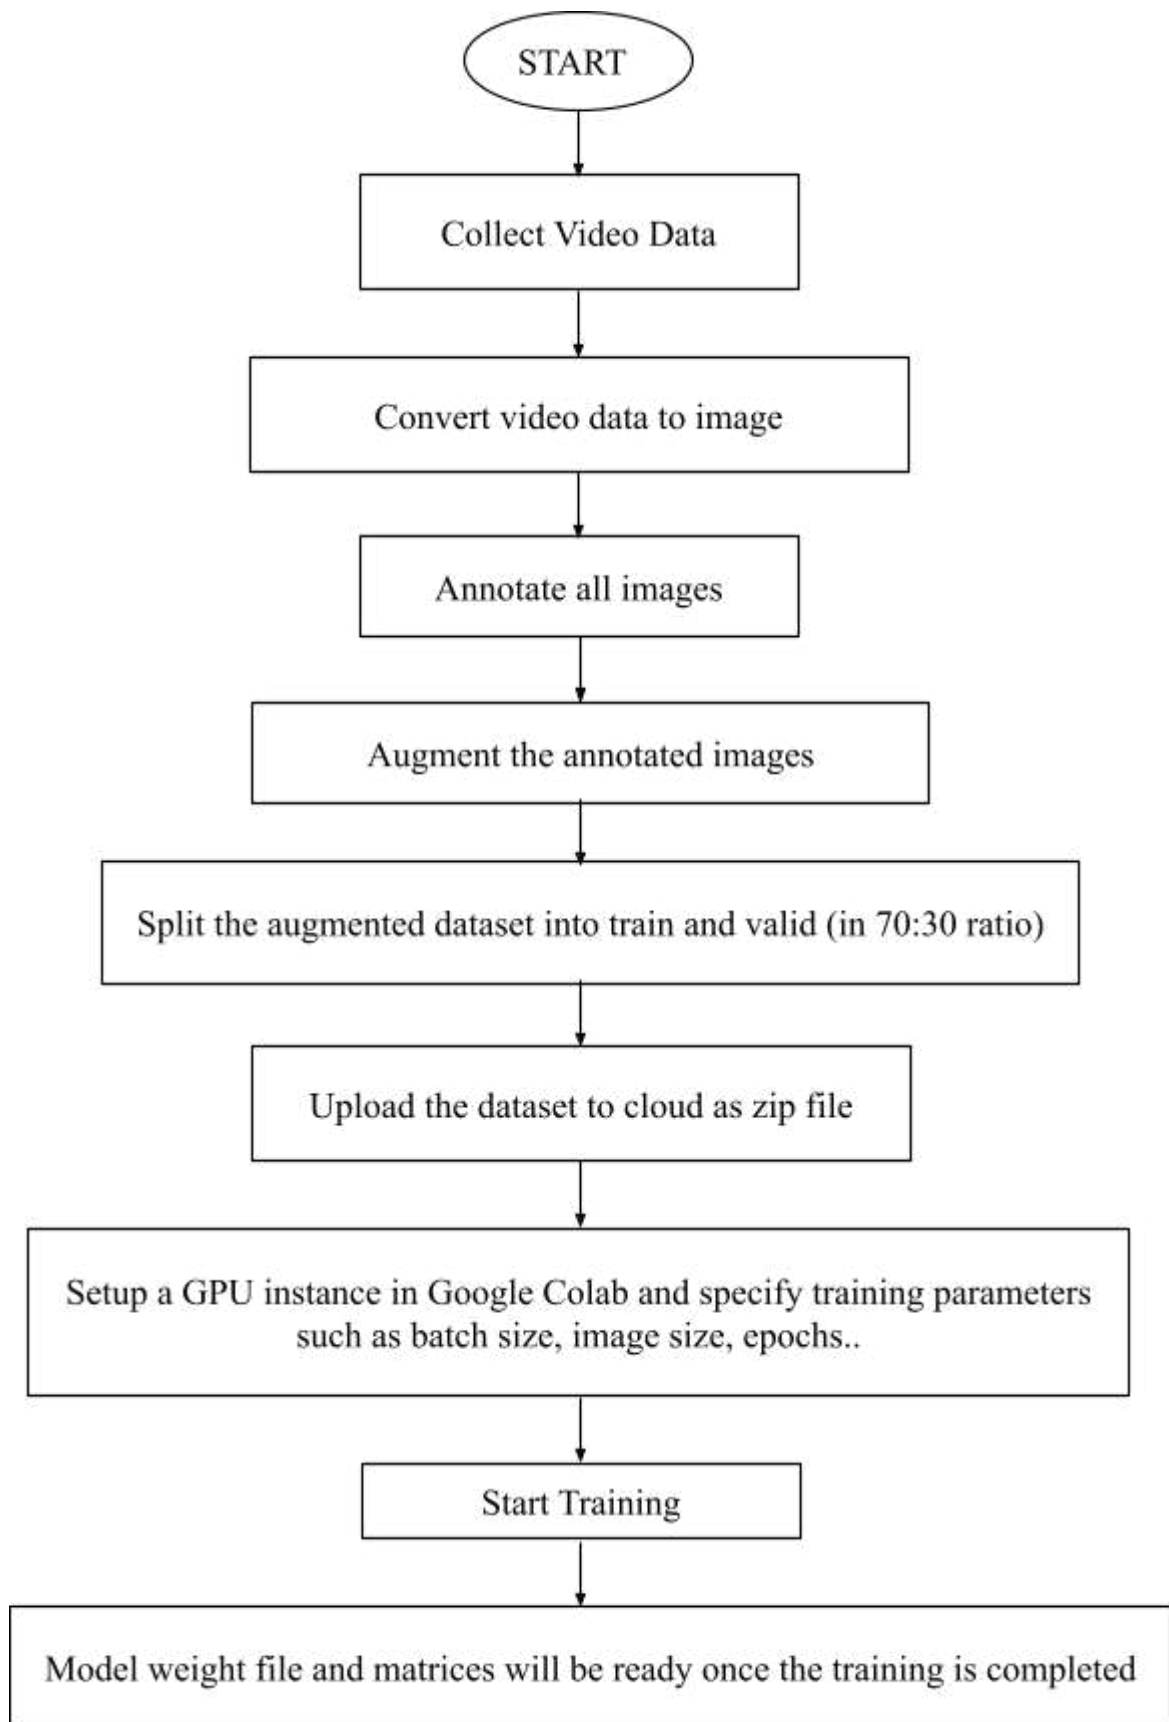 START
Collect Video Data
Convert video data to image
Annotate all images
Augment the annotated images
Split the augmented dataset into train and valid (in 70:30 ratio)
Upload the dataset to cloud as zip file
Setup a GPU instance in Google Colab and specify training parameters
such as batch size, image size, epochs..
Start Training
Model weight file and matrices will be ready once the training is completed